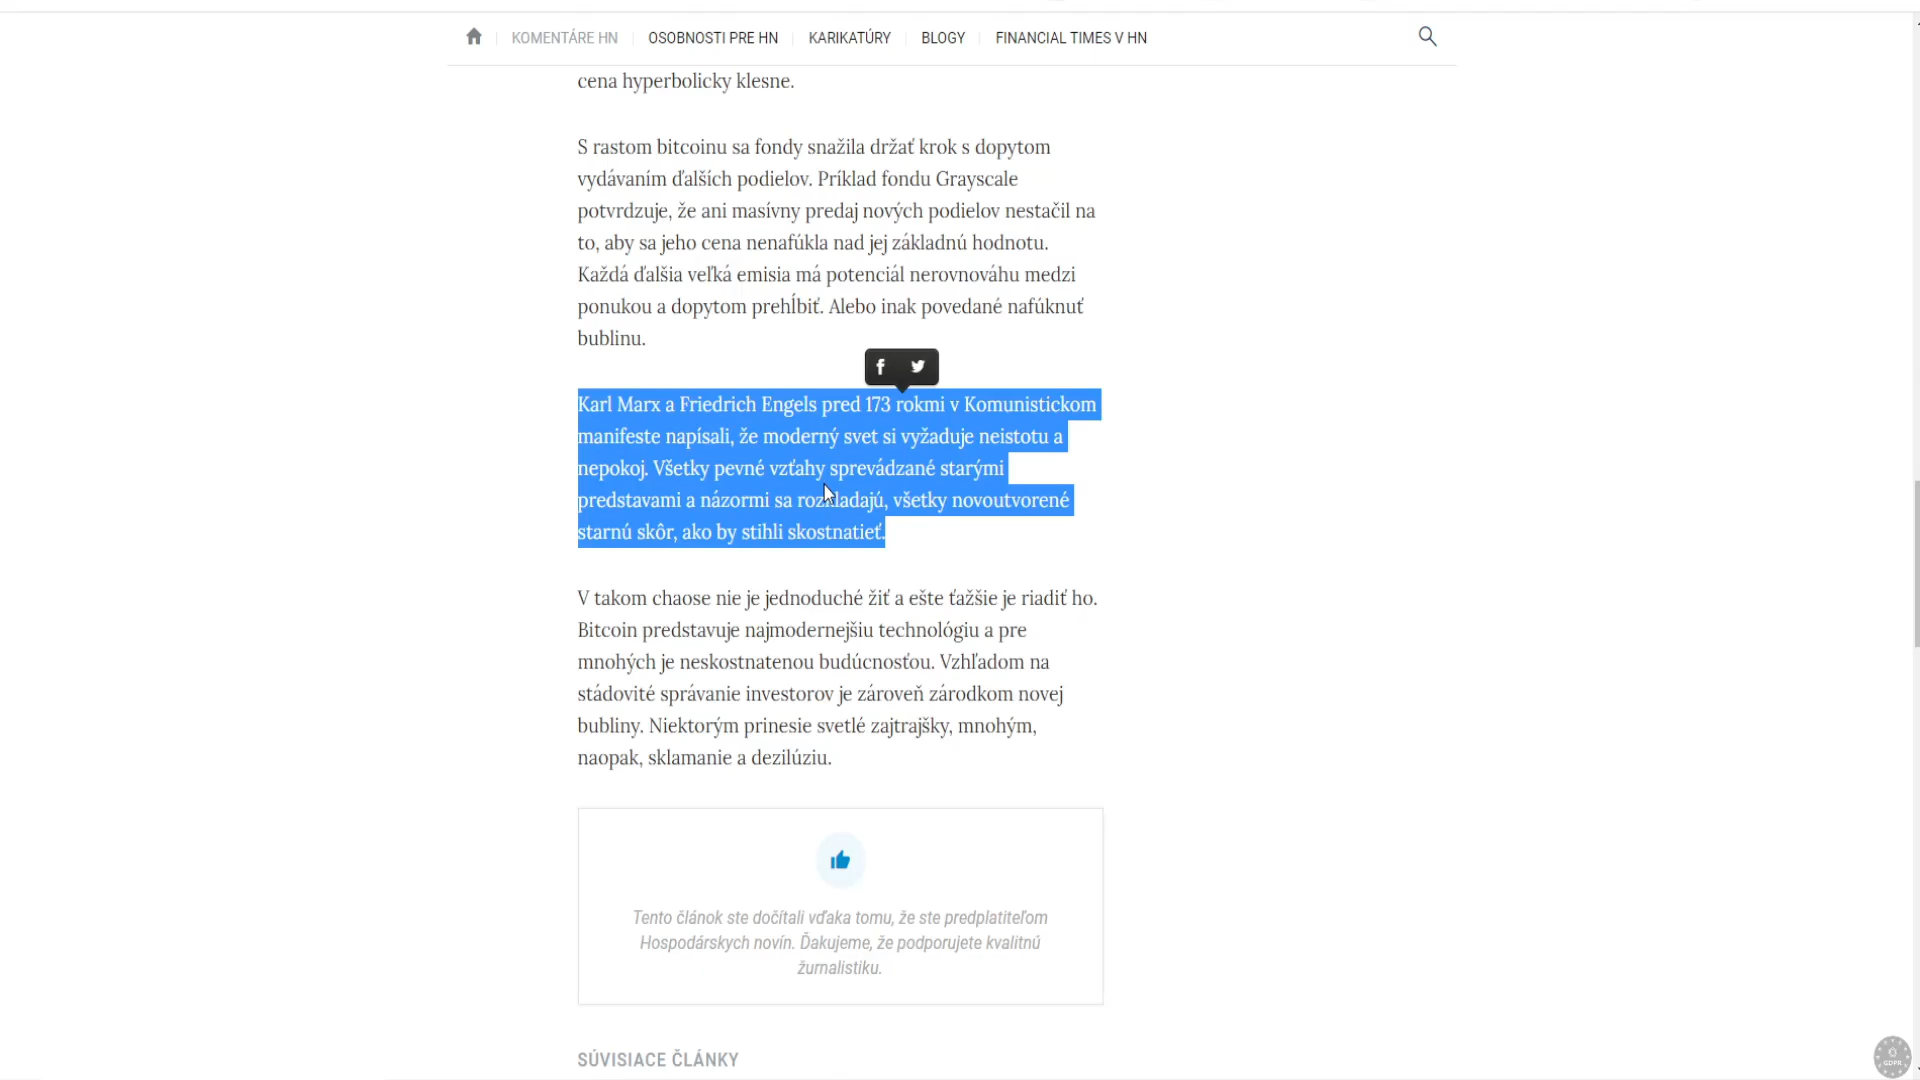 KOMENTÁRE HN OSOBNOSTI PRE HN KARIKATÚRY BLOGY FINANCIAL TIMES V HN
cena hyperbolicky klesne.
S rastom bitcoinu sa fondy snažila držať krok s dopytom
vydávaním ďalších podielov. Príklad fondu Grayscale
potvrdzuje, že ani masívny predaj nových podielov nestačil na
to, aby sa jeho cena nenafúkla nad jej základnú hodnotu.
Každá ďalšia veľká emisia má potenciál nerovnováhu medzi
ponukou a dopytom prehĺbiť. Alebo inak povedané nafúknuť
bublinu.
Karl Marx a Friedrich Engels pred 173 rokmi v Komunistickom
manifeste napísali, že moderný svet si vyžaduje neistotu a
nepokoj. Všetky pevné vzťahy sprevádzané starými
predstavami a názormi sa rozkladajú, všetky novoutvorené
starnú skôr, ako by stihli skostnatieť.
V takom chaose nie je jednoduché žiť a ešte ťažšie je riadiť ho.
Bitcoin predstavuje najmodernejšiu technológiu a pre
mnohých je neskostnatenou budúcnosťou. Vzhľadom na
stádovité správanie investorov je zároveň zárodkom novej
bubliny. Niektorým prinesie svetlé zajtrajšky, mnohým,
naopak, sklamanie a dezilúziu.
Tento článok ste dočítali vďaka tomu, že ste predplatiteľom
Hospodárskych novín. Ďakujeme, že podporujete kvalitnú
žurnalistiku.
SÚVISIACE ČLÁNKY
GDPR